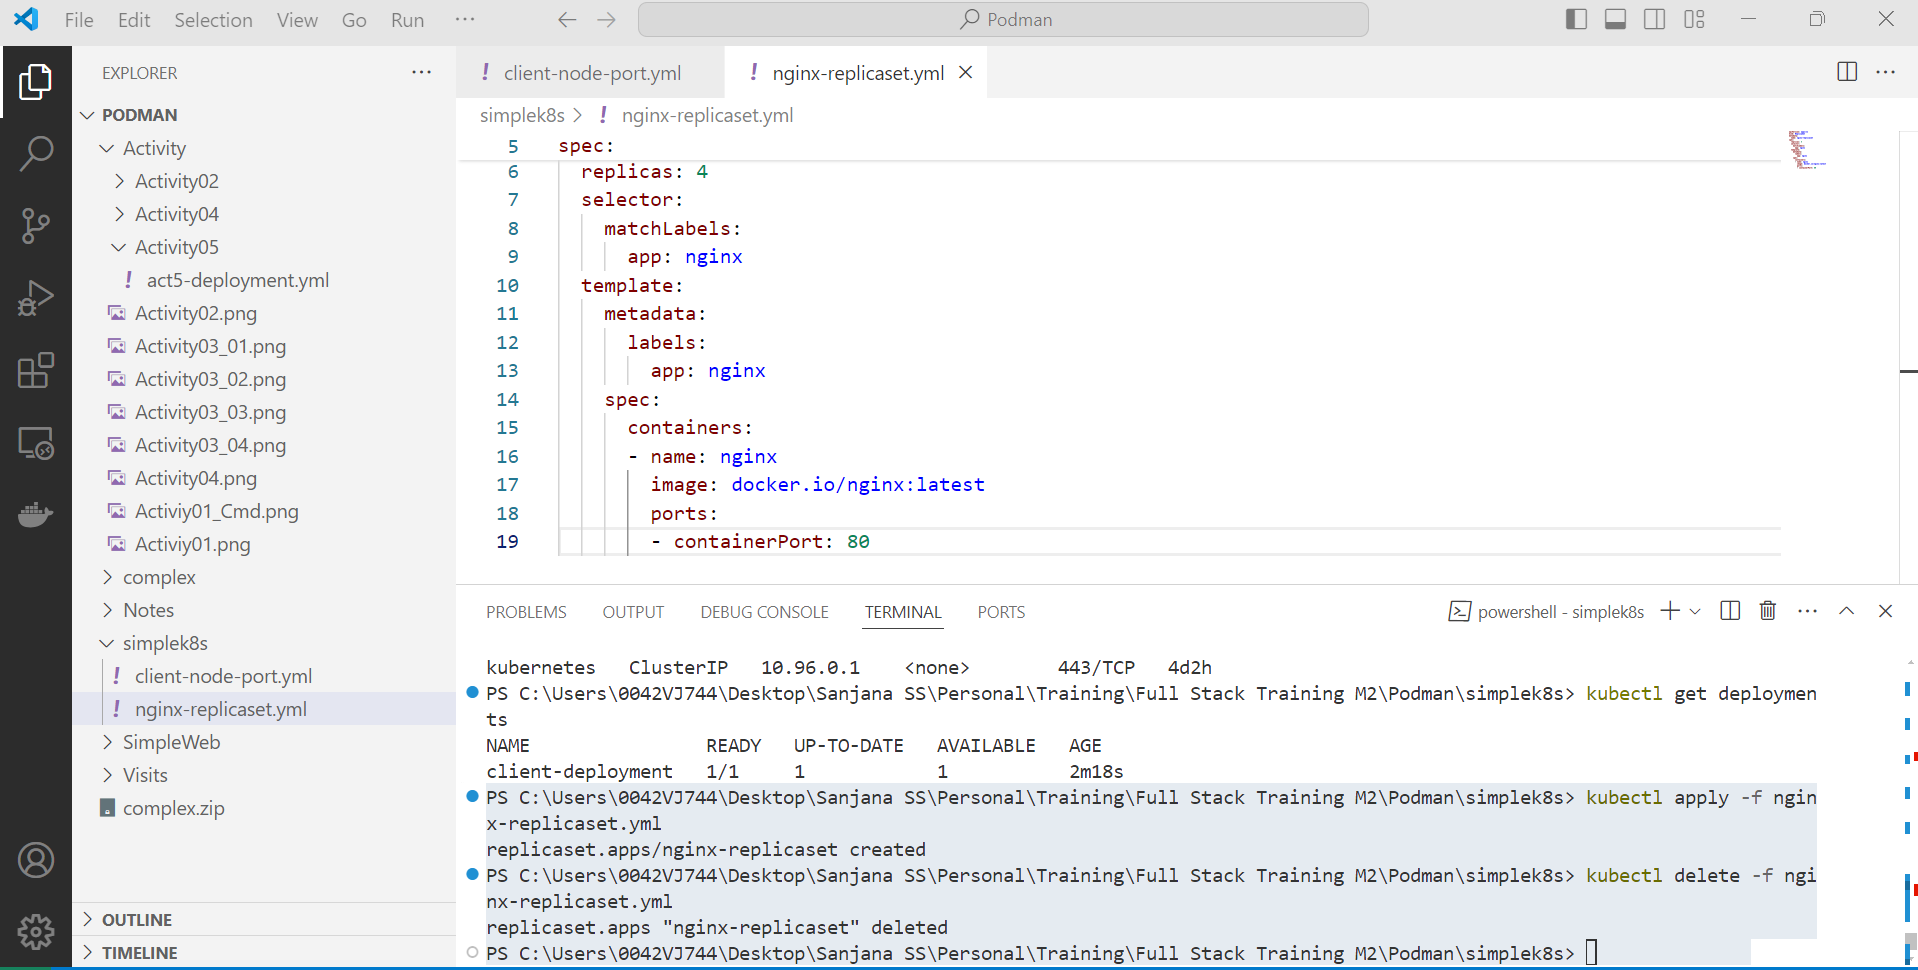 File Edit Selection View Go Run ...
Podman
EXPLORER
PODMAN
Activity
Activity02
Activity04
Activity05
! act5-deployment.yml
Activity02.png
Activity03_01.png
Activity03_02.png
Activity03_03.png
Activity03_04.png
Activity04.png
Activiy01_Cmd.png
Activiy01.png
complex
Notes
simplek8s
! client-node-port.yml
! nginx-replicaset.yml
SimpleWeb
Visits
complex.zip
OUTLINE
TIMELINE
! client-node-port.yml
! nginx-replicaset.yml
simplek8s > ! nginx-replicaset.yml
5 spec:
6 replicas: 4
7 selector:
8 matchLabels:
9 app: nginx
10 template:
11 metadata:
12 labels:
13 app: nginx
14 spec:
15 containers:
16 - name: nginx
17 image: docker.io/nginx:latest
18 ports:
19 - containerPort: 80
PROBLEMS OUTPUT DEBUG CONSOLE TERMINAL PORTS
powershell - simplek8s
kubernetes ClusterIP 10.96.0.1 <none> 443/TCP 4d2h
PS C:\Users\0042VJ744\Desktop\Sanjana SS\Personal\Training\Full Stack Training M2\Podman\simplek8s> kubectl get deploymen
ts
NAME READY UP-TO-DATE AVAILABLE AGE
client-deployment 1/1 1 1 2m18s
PS C:\Users\0042VJ744\Desktop\Sanjana SS\Personal\Training\Full Stack Training M2\Podman\simplek8s> kubectl apply -f ngin
x-replicaset.yml
replicaset.apps/nginx-replicaset created
PS C:\Users\0042VJ744\Desktop\Sanjana SS\Personal\Training\Full Stack Training M2\Podman\simplek8s> kubectl delete -f ngi
nx-replicaset.yml
replicaset.apps "nginx-replicaset" deleted
PS C:\Users\0042VJ744\Desktop\Sanjana SS\Personal\Training\Full Stack Training M2\Podman\simplek8s>